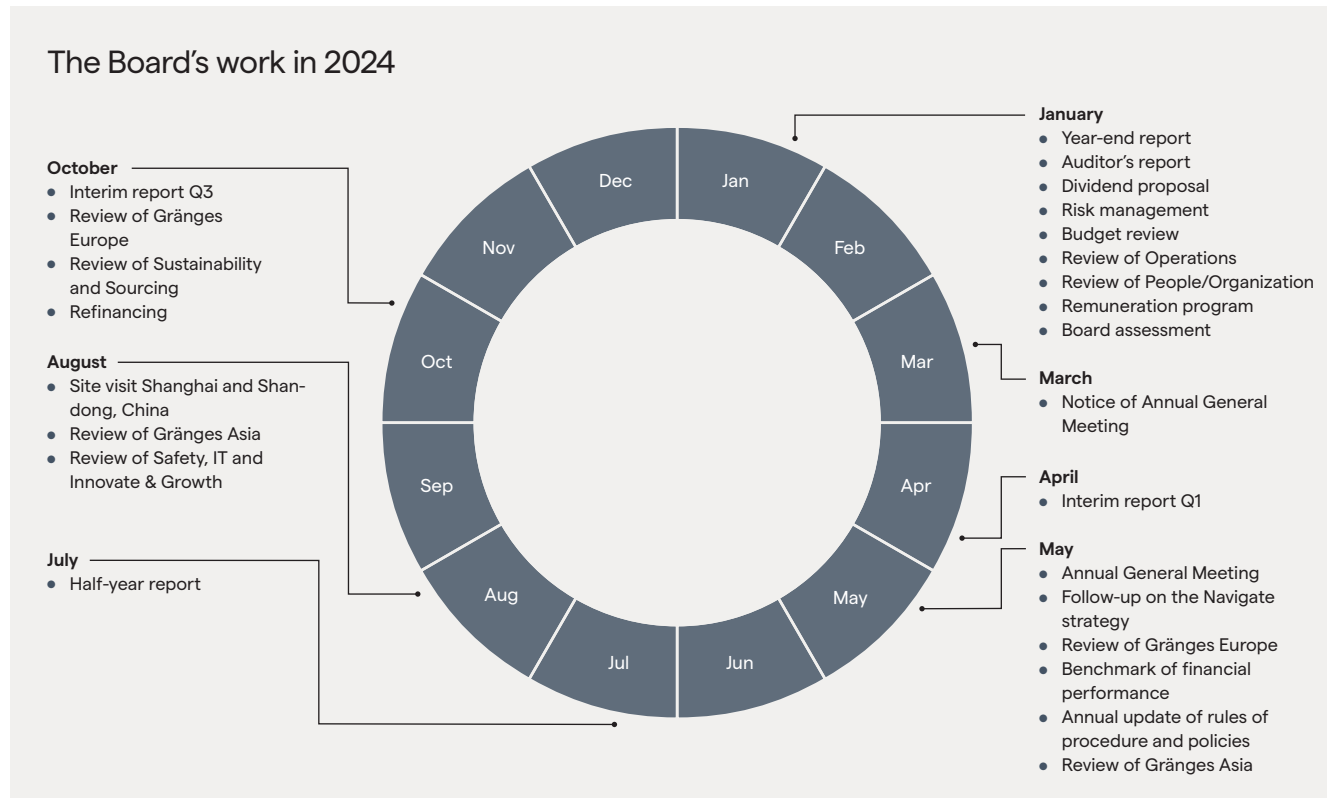 The Board’s work in 2024
October
• Interim report Q3
• Review of Gränges
Europe
• Review of Sustainability
and Sourcing
• Refinancing
August
• Site visit Shanghai and Shan-
dong, China
• Review of Gränges Asia
• Review of Safety, IT and
Innovate & Growth
July
• Half-year report
Jan
Feb
Mar
Apr
May
Jun
Jul
Aug
Sep
Oct
Nov
Dec
January
• Year-end report
• Auditor’s report
• Dividend proposal
• Risk management
• Budget review
• Review of Operations
• Review of People/Organization
• Remuneration program
• Board assessment
March
• Notice of Annual General
Meeting
April
• Interim report Q1
May
• Annual General Meeting
• Follow-up on the Navigate
strategy
• Review of Gränges Europe
• Benchmark of financial
performance
• Annual update of rules of
procedure and policies
• Review of Gränges Asia